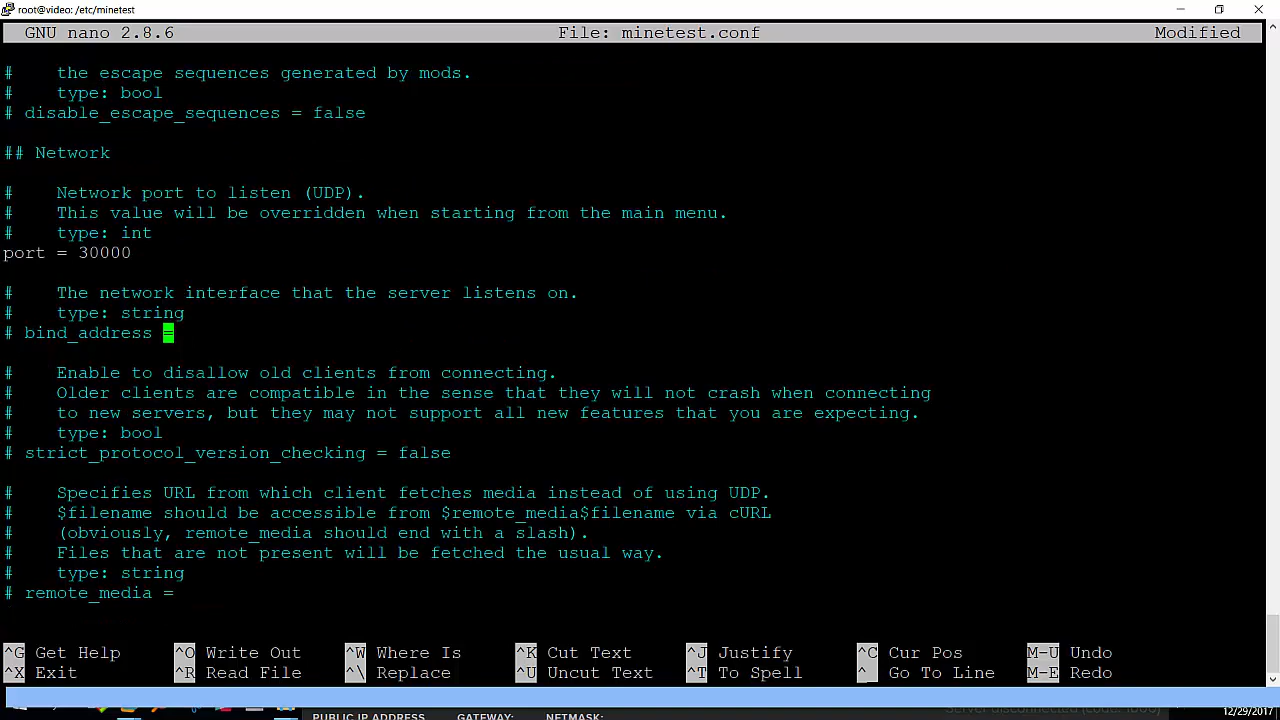 root@video: /etc/minetest
GNU nano 2.8.6 File: minetest.conf Modified
# the escape sequences generated by mods.
# type: bool
# disable_escape_sequences = false
## Network
# Network port to listen (UDP).
# This value will be overridden when starting from the main menu.
# type: int
port = 30000
# The network interface that the server listens on.
# type: string
# bind_address =
# Enable to disallow old clients from connecting.
# Older clients are compatible in the sense that they will not crash when connecting
# to new servers, but they may not support all new features that you are expecting.
# type: bool
# strict_protocol_version_checking = false
# Specifies URL from which client fetches media instead of using UDP.
# $filename should be accessible from $remote_media$filename via cURL
# (obviously, remote_media should end with a slash).
# Files that are not present will be fetched the usual way.
# type: string
# remote_media =
^G Get Help ^O Write Out ^W Where Is ^K Cut Text ^J Justify ^C Cur Pos M-U Undo
^X Exit ^R Read File ^\ Replace ^U Uncut Text ^T To Spell ^_ Go To Line M-E Redo
PUBLIC IP ADDRESS GATEWAY: NETMASK: Server disconnected 12/29/2017